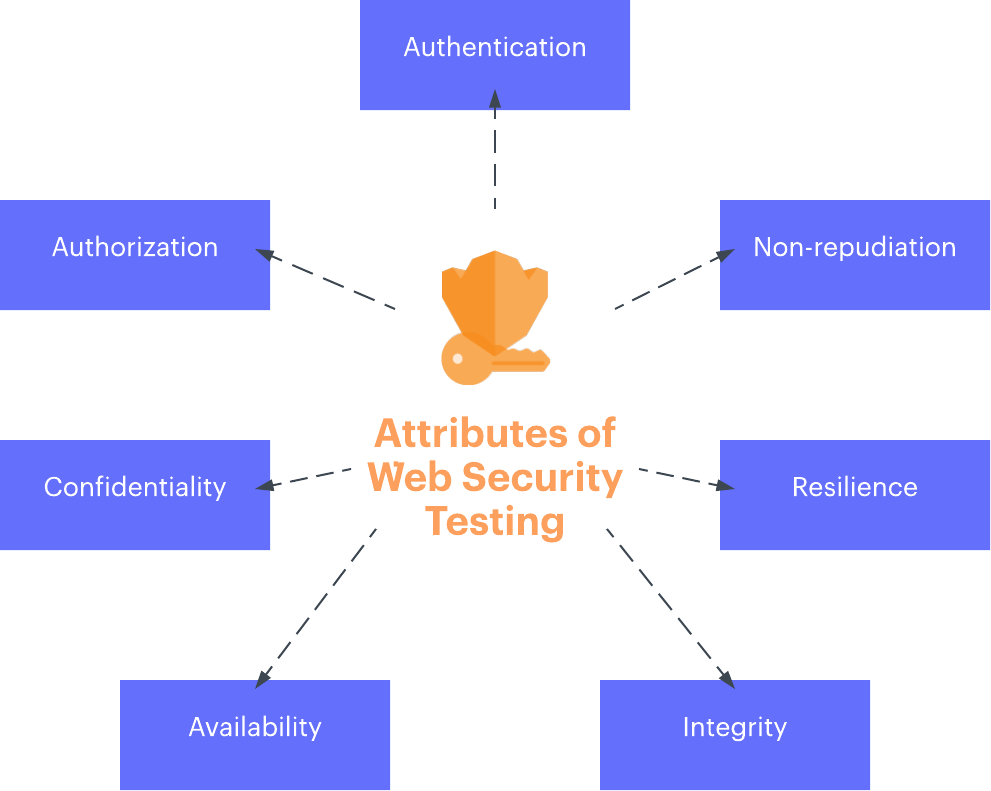 Authentication
Authorization
Non-repudiation
Attributes of
Web Security
Testing
Confidentiality
Resilience
Availability
Integrity